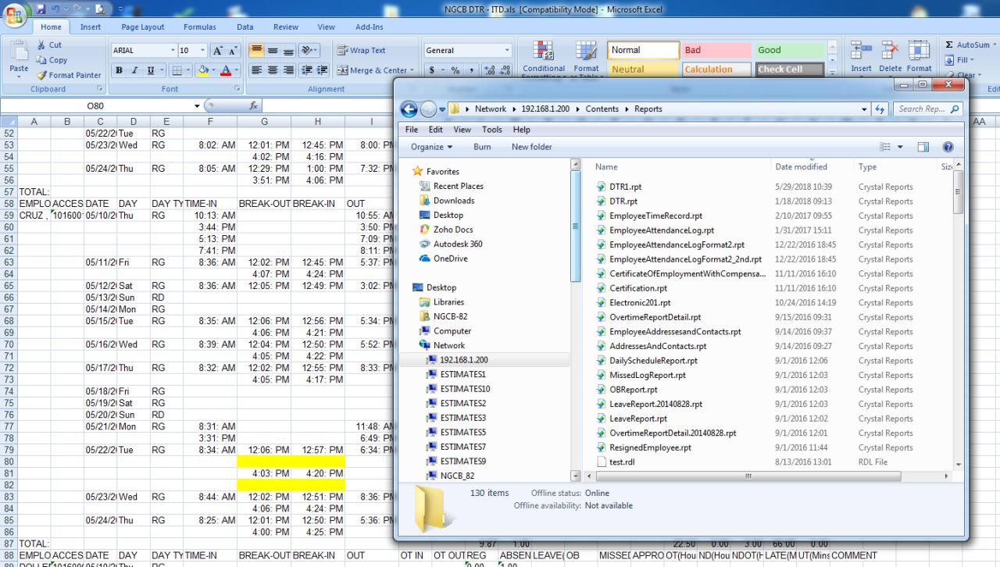 NGCB DTR - ITD.xls [Compatibility Mode] - Microsoft Excel
Home Insert Page Layout Formulas Data Review View Add-Ins
Paste
Cut
Copy
Format Painter
Clipboard
ARIAL 10
B I U
Font
Wrap Text
Merge & Center
Alignment
General
$ % ,
Conditional
Format
Normal Bad Good
Neutral Calculation Check Cell
Insert Delete Format
AutoSum
Fill
Clear
O80 fx
A B C D E F G H I AA
52 05/22/20 Tue RG
53 05/23/20 Wed RG 8:02: AM 12:01: PM 12:45: PM 8:00: PM
54 4:02: PM 4:16: PM
55 05/24/20 Thu RG 8:05: AM 12:29: PM 1:00: PM 7:32: PM
56 3:51: PM 4:06: PM
57 TOTAL:
58 EMPLO ACCES DATE DAY DAY TY TIME-IN BREAK-OUT BREAK-IN OUT
59 CRUZ , 101600 05/10/20 Thu RG 10:13: AM 10:55: AM
60 3:44: PM 3:50: PM
61 5:13: PM 7:09: PM
62 7:41: PM 8:11: PM
63 05/11/20 Fri RG 8:36: AM 12:02: PM 12:45: PM 5:37: PM
64 4:07: PM 4:24: PM
65 05/12/20 Sat RG 8:36: AM 12:05: PM 12:49: PM 3:02: PM
66 05/13/20 Sun RD
67 05/14/20 Mon RG
68 05/15/20 Tue RG 8:35: AM 12:06: PM 12:56: PM 5:34: PM
69 4:06: PM 4:21: PM
70 05/16/20 Wed RG 8:39: AM 12:04: PM 12:50: PM 5:52: PM
71 4:05: PM 4:22: PM
72 05/17/20 Thu RG 8:32: AM 12:02: PM 12:55: PM 8:33: PM
73 4:05: PM 4:17: PM
74 05/18/20 Fri RG
75 05/19/20 Sat RG
76 05/20/20 Sun RD
77 05/21/20 Mon RG 8:31: AM 11:48: AM
78 3:31: PM 6:49: PM
79 05/22/20 Tue RG 8:34: AM 12:06: PM 12:57: PM 6:34: PM
80
81 4:03: PM 4:20: PM
82
83 05/23/20 Wed RG 8:44: AM 12:02: PM 12:51: PM 8:36: PM
84 4:06: PM 4:24: PM
85 05/24/20 Thu RG 8:25: AM 12:01: PM 12:50: PM 5:36: PM
86 4:00: PM 4:25: PM
87 TOTAL: 9.87 1.00 22.50 0.00 3.00 66.00 0.00
88 EMPLO ACCES DATE DAY DAY TY TIME-IN BREAK-OUT BREAK-IN OUT OT IN OT OUT REG ABSEN LEAVE( OB MISSED APPRO OT(Hou ND(Hou NDOT(H LATE(M UT(Mins COMMENT
Network 192.168.1.200 Contents Reports
Search Rep...
File Edit View Tools Help
Organize Burn New folder
Favorites
Recent Places
Downloads
Desktop
Zoho Docs
Autodesk 360
OneDrive
Desktop
Libraries
NGCB-82
Computer
Network
192.168.1.200
ESTIMATES1
ESTIMATES10
ESTIMATES2
ESTIMATES3
ESTIMATES5
ESTIMATES7
ESTIMATES9
NGCB_82
Name Date modified Type Siz
DTR1.rpt 5/29/2018 10:39 Crystal Reports
DTR.rpt 1/18/2018 09:13 Crystal Reports
EmployeeTimeRecord.rpt 2/10/2017 09:55 Crystal Reports
EmployeeAttendanceLog.rpt 1/31/2017 15:11 Crystal Reports
EmployeeAttendanceLogFormat2.rpt 12/22/2016 18:45 Crystal Reports
EmployeeAttendanceLogFormat2_2nd.rpt 12/22/2016 18:45 Crystal Reports
CertificateOfEmploymentWithCompensa... 11/11/2016 16:10 Crystal Reports
Certification.rpt 11/11/2016 16:10 Crystal Reports
Electronic201.rpt 10/24/2016 14:19 Crystal Reports
OvertimeReportDetail.rpt 9/15/2016 09:31 Crystal Reports
EmployeeAddressesandContacts.rpt 9/14/2016 09:37 Crystal Reports
AddressesAndContacts.rpt 9/14/2016 09:27 Crystal Reports
DailyScheduleReport.rpt 9/1/2016 12:06 Crystal Reports
MissedLogReport.rpt 9/1/2016 12:03 Crystal Reports
OBReport.rpt 9/1/2016 12:03 Crystal Reports
LeaveReport.20140828.rpt 9/1/2016 12:03 Crystal Reports
LeaveReport.rpt 9/1/2016 12:02 Crystal Reports
OvertimeReportDetail.20140828.rpt 9/1/2016 12:01 Crystal Reports
ResignedEmployee.rpt 9/1/2016 11:44 Crystal Reports
test.rdl 8/13/2016 13:01 RDL File
130 items Offline status: Online
Offline availability: Not available